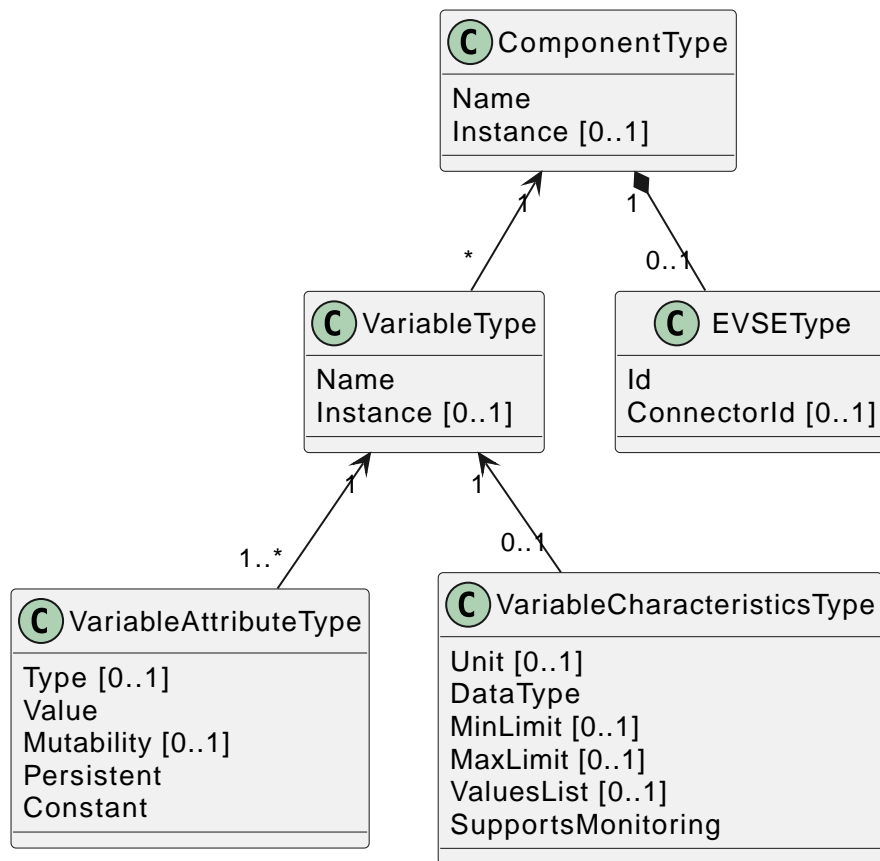 C ComponentType
Name
Instance [0..1]
1
1
*
0..1
C VariableType
Name
Instance [0..1]
C EVSEType
Id
ConnectorId [0..1]
1
1
1..*
0..1
C VariableAttributeType
Type [0..1]
Value
Mutability [0..1]
Persistent
Constant
C VariableCharacteristicsType
Unit [0..1]
DataType
MinLimit [0..1]
MaxLimit [0..1]
ValuesList [0..1]
SupportsMonitoring